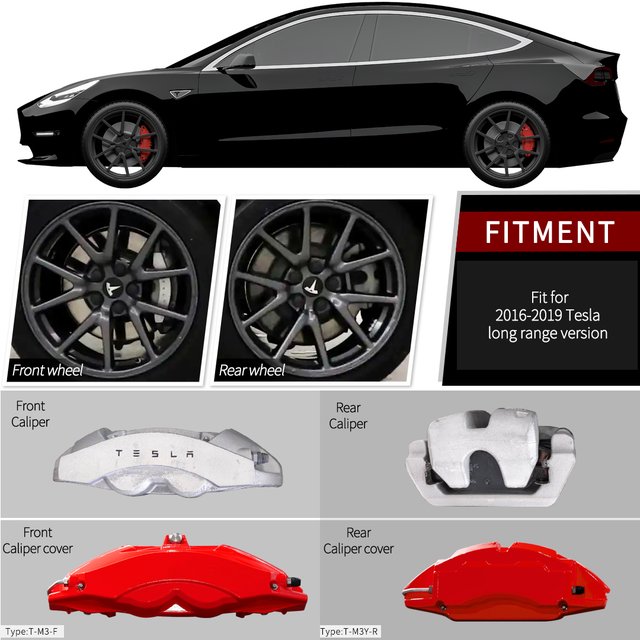 FITMENT
Fit for
2016-2019 Tesla
long range version
Front wheel
Rear wheel
Front
Caliper
TESLA
Rear
Caliper
Front
Caliper cover
Type:T-M3-F
Rear
Caliper cover
Type:T-M3Y-R